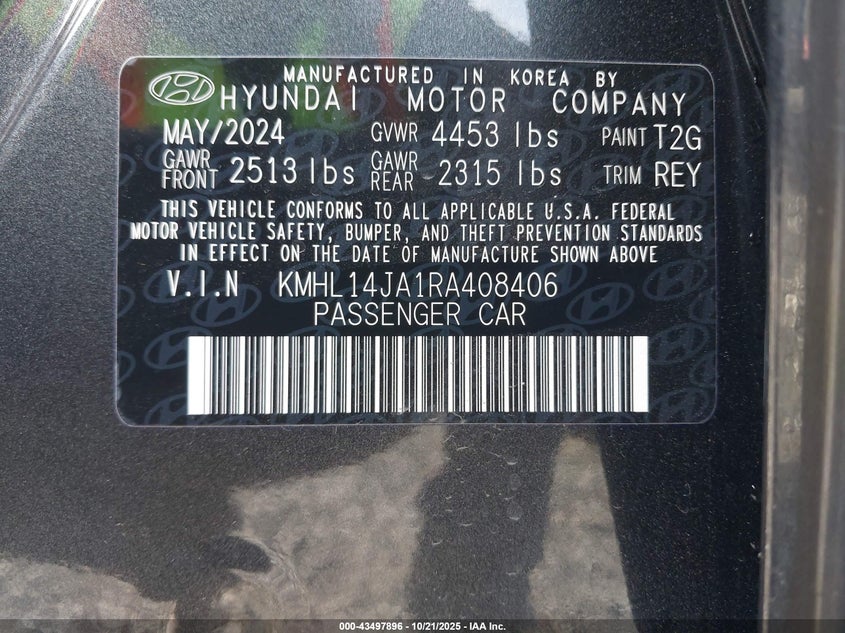 MANUFACTURED IN KOREA BY
HYUNDAI MOTOR COMPANY
MAY/2024 GVWR 4453 lbs PAINT T2G
GAWR FRONT 2513 lbs GAWR REAR 2315 lbs TRIM REY
THIS VEHICLE CONFORMS TO ALL APPLICABLE U.S.A. FEDERAL
MOTOR VEHICLE SAFETY, BUMPER, AND THEFT PREVENTION STANDARDS
IN EFFECT ON THE DATE OF MANUFACTURE SHOWN ABOVE
V.I.N KMHL14JA1RA408406
PASSENGER CAR
000-43497896 - 10/21/2025 - IAA Inc.